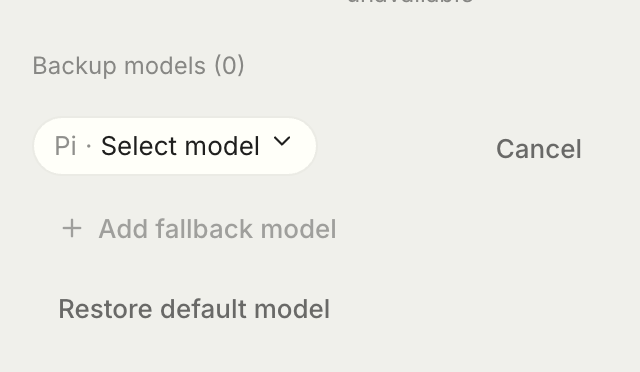 Backup models (0)
Pi · Select model
Cancel
+ Add fallback model
Restore default model